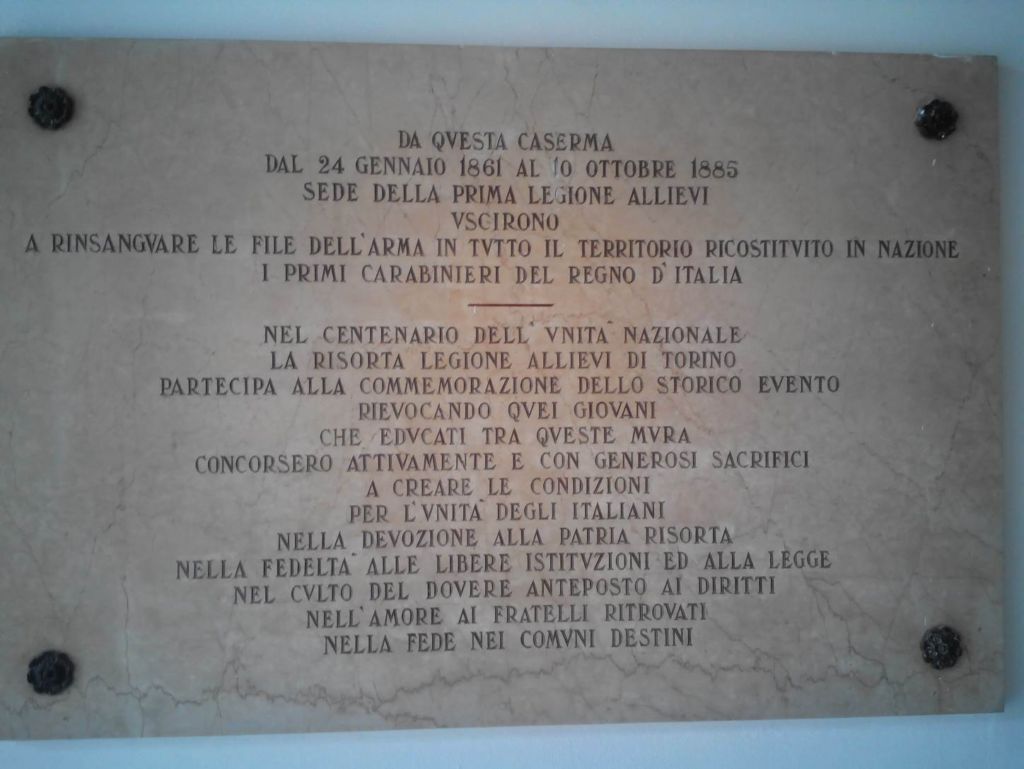 DA QVESTA CASERMA
DAL 24 GENNAIO 1861 AL 10 OTTOBRE 1885
SEDE DELLA PRIMA LEGIONE ALLIEVI
VSCIRONO
A RINSANGVARE LE FILE DELL'ARMA IN TVTTO IL TERRITORIO RICOSTITVITO IN NAZIONE
I PRIMI CARABINIERI DEL REGNO D'ITALIA
NEL CENTENARIO DELL'VNITA' NAZIONALE
LA RISORTA LEGIONE ALLIEVI DI TORINO
PARTECIPA ALLA COMMEMORAZIONE DELLO STORICO EVENTO
RIEVOCANDO QVEI GIOVANI
CHE EDVCATI TRA QVESTE MVRA
CONCORSERO ATTIVAMENTE E CON GENEROSI SACRIFICI
A CREARE LE CONDIZIONI
PER L'VNITA' DEGLI ITALIANI
NELLA DEVOZIONE ALLA PATRIA RISORTA
NELLA FEDELTA' ALLE LIBERE ISTITVZIONI ED ALLA LEGGE
NEL CVLTO DEL DOVERE ANTEPOSTO AI DIRITTI
NELL'AMORE AI FRATELLI RITROVATI
NELLA FEDE NEI COMVNI DESTINI